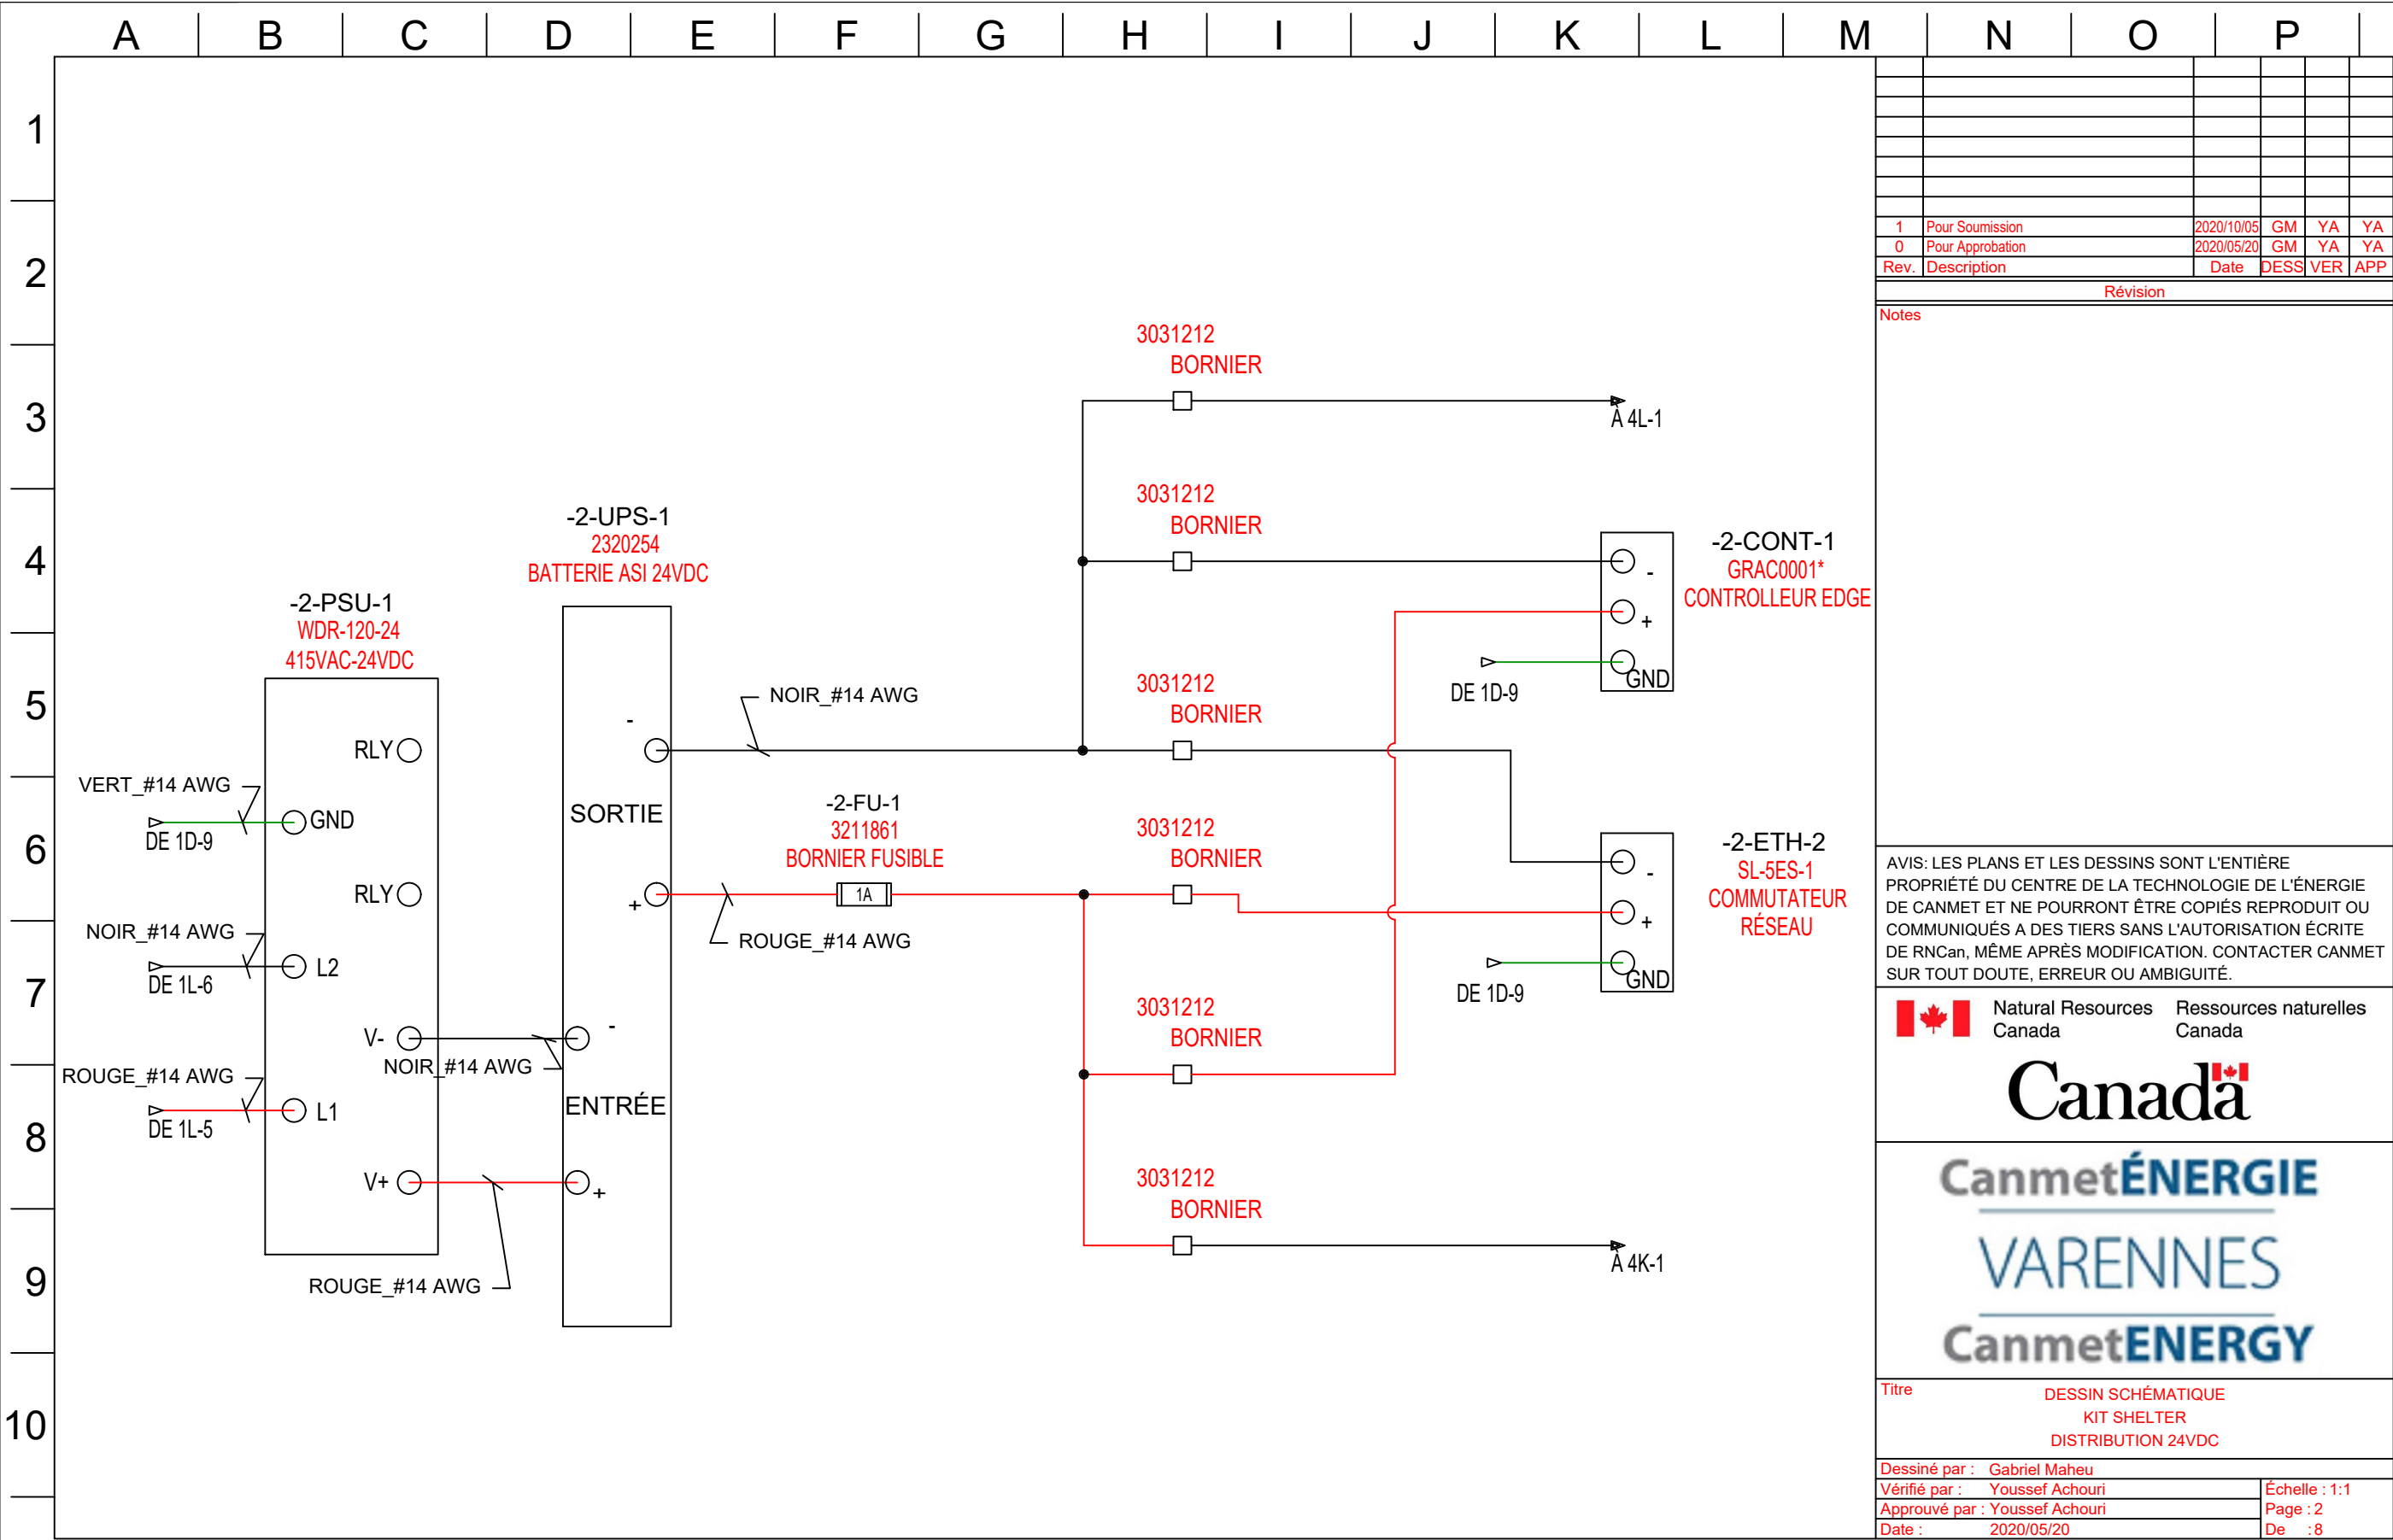 A B C D E F G H I J K L M N O P
1
2
3
4
5
6
7
8
9
10
3031212
BORNIER
À 4L-1
3031212
BORNIER
-2-UPS-1
2320254
BATTERIE ASI 24VDC
-2-CONT-1
GRAC0001*
CONTROLLEUR EDGE
-
+
GND
DE 1D-9
-2-PSU-1
WDR-120-24
415VAC-24VDC
RLY
VERT_#14 AWG
DE 1D-9
GND
RLY
NOIR_#14 AWG
DE 1L-6
L2
V-
NOIR_#14 AWG
ROUGE_#14 AWG
DE 1L-5
L1
V+
ROUGE_#14 AWG
-
SORTIE
+
-
ENTRÉE
+
NOIR_#14 AWG
3031212
BORNIER
-2-FU-1
3211861
BORNIER FUSIBLE
1A
ROUGE_#14 AWG
3031212
BORNIER
-2-ETH-2
SL-5ES-1
COMMUTATEUR
RÉSEAU
-
+
GND
DE 1D-9
3031212
BORNIER
3031212
BORNIER
À 4K-1
1 Pour Soumission 2020/10/05 GM YA YA
0 Pour Approbation 2020/05/20 GM YA YA
Rev. Description Date DESS VER APP
Révision
Notes
AVIS: LES PLANS ET LES DESSINS SONT L'ENTIÈRE
PROPRIÉTÉ DU CENTRE DE LA TECHNOLOGIE DE L'ÉNERGIE
DE CANMET ET NE POURRONT ÊTRE COPIÉS REPRODUIT OU
COMMUNIQUÉS A DES TIERS SANS L'AUTORISATION ÉCRITE
DE RNCan, MÊME APRÈS MODIFICATION. CONTACTER CANMET
SUR TOUT DOUTE, ERREUR OU AMBIGUITÉ.
Natural Resources Ressources naturelles
Canada Canada
Canada
CanmetÉNERGIE
VARENNES
CanmetENERGY
Titre
DESSIN SCHÉMATIQUE
KIT SHELTER
DISTRIBUTION 24VDC
Dessiné par : Gabriel Maheu
Vérifié par : Youssef Achouri Échelle : 1:1
Approuvé par : Youssef Achouri Page : 2
Date : 2020/05/20 De : 8